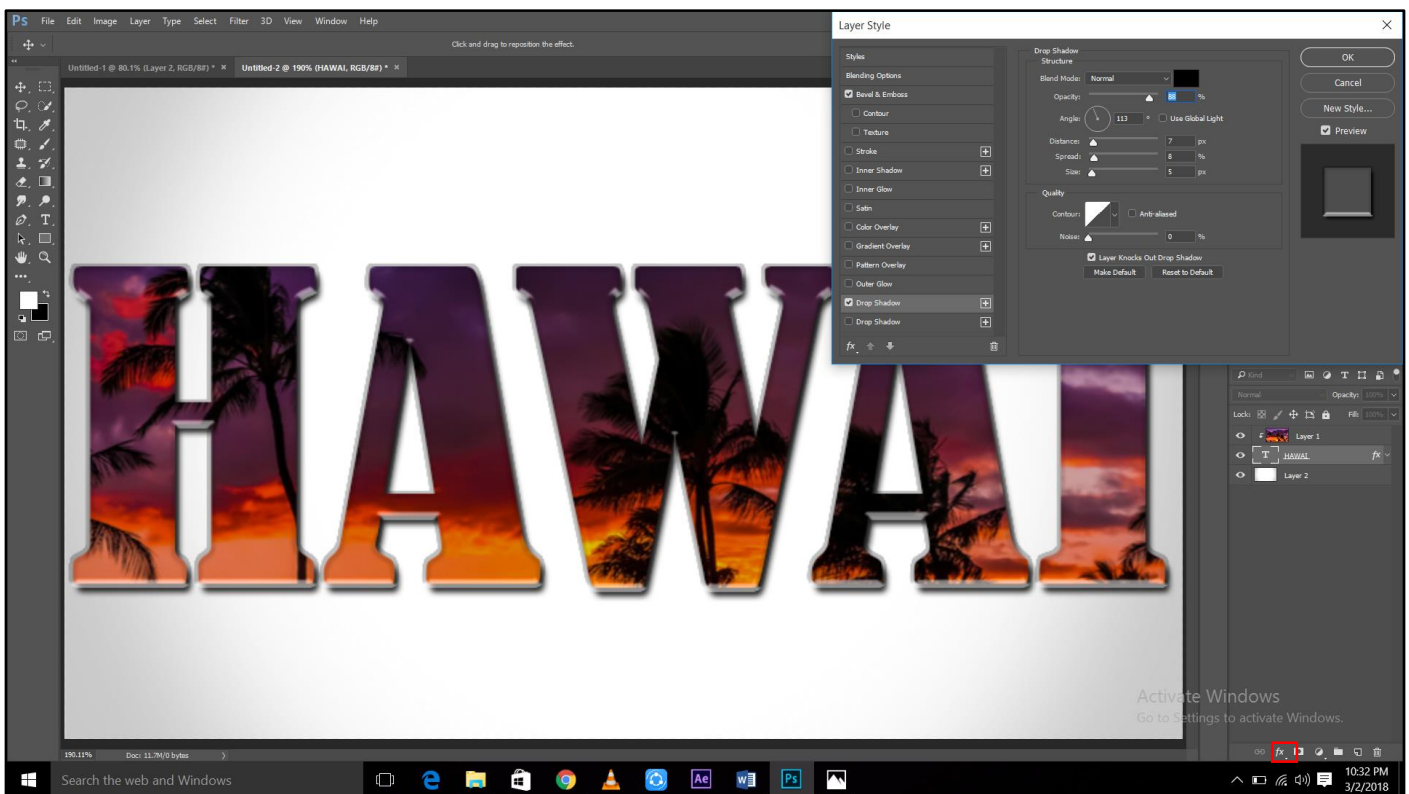 Ps File Edit Image Layer Type Select Filter 3D View Window Help
Click and drag to reposition the effect.
Untitled-1 @ 80.1% (Layer 2, RGB/8#) * × Untitled-2 @ 190% (HAWAI, RGB/8#) * ×
HAWAI
Layer Style
Styles
Blending Options
Bevel & Emboss
Contour
Texture
Stroke
Inner Shadow
Inner Glow
Satin
Color Overlay
Gradient Overlay
Pattern Overlay
Outer Glow
Drop Shadow
Drop Shadow
fx
Drop Shadow
Structure
Blend Mode: Normal
Opacity: 88 %
Angle: 113 ° Use Global Light
Distance: 7 px
Spread: 8 %
Size: 5 px
Quality
Contour: Anti-aliased
Noise: 0 %
Layer Knocks Out Drop Shadow
Make Default Reset to Default
OK
Cancel
New Style...
Preview
Kind
Normal Opacity: 100%
Lock: Fill: 100%
Layer 1
T HAWAI fx
Layer 2
Activate Windows
Go to Settings to activate Windows.
fx
190.11% Doc: 11.7M/0 bytes
Search the web and Windows
Ae
Ps
10:32 PM
3/2/2018